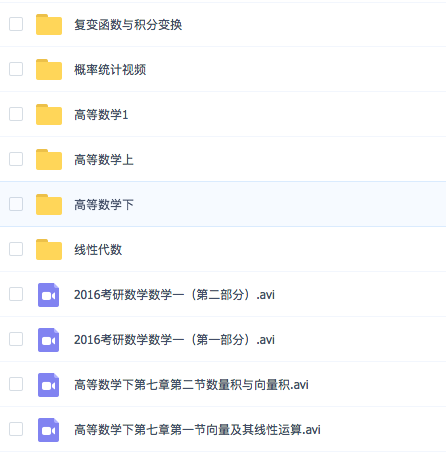 复变函数与积分变换
概率统计视频
高等数学1
高等数学上
高等数学下
线性代数
2016考研数学数学一（第二部分）.avi
2016考研数学数学一（第一部分）.avi
高等数学下第七章第二节数量积与向量积.avi
高等数学下第七章第一节向量及其线性运算.avi